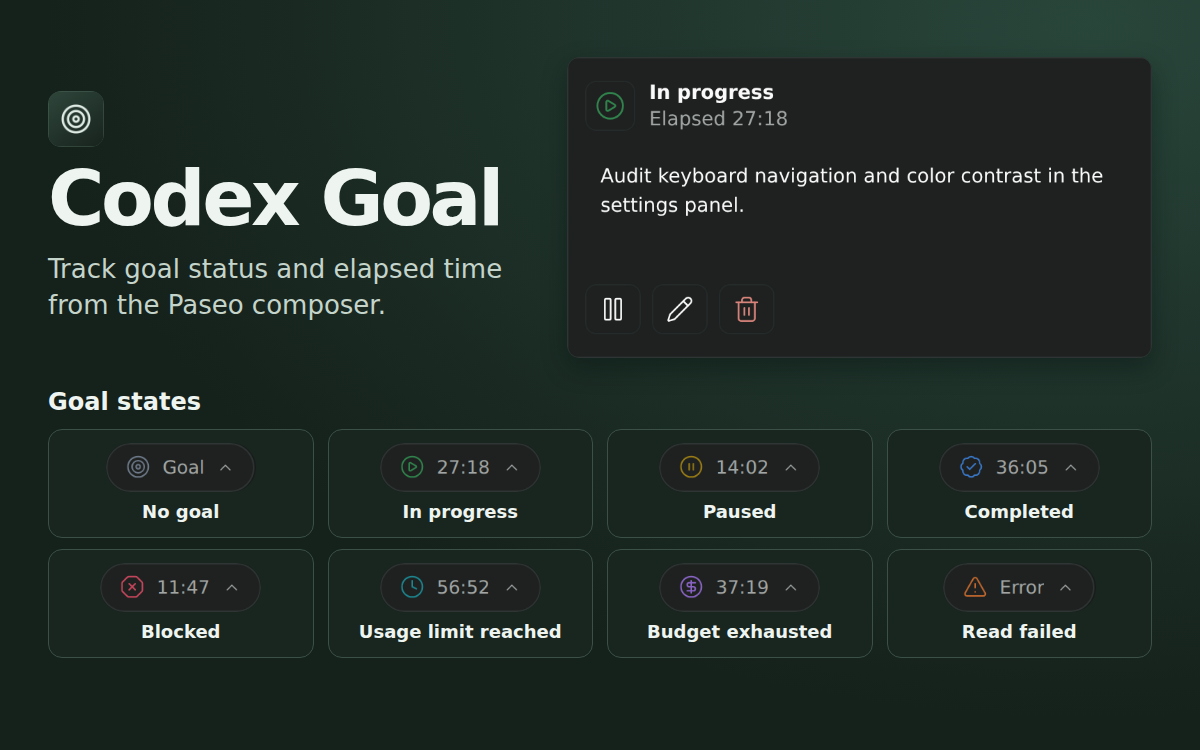 Codex Goal
Track goal status and elapsed time
from the Paseo composer.
In progress
Elapsed 27:18
Audit keyboard navigation and color contrast in the
settings panel.
Goal states
Goal
No goal
27:18
In progress
14:02
Paused
36:05
Completed
11:47
Blocked
56:52
Usage limit reached
37:19
Budget exhausted
Error
Read failed